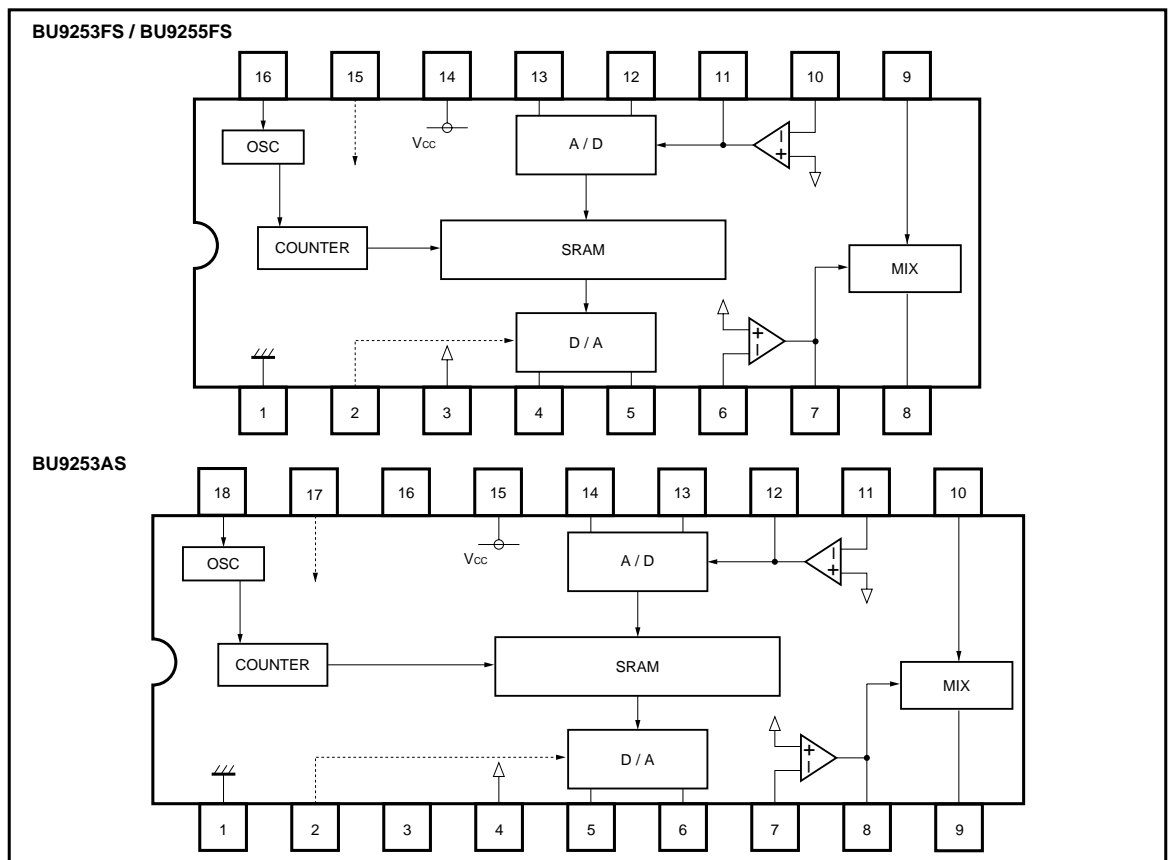 BU9253FS / BU9255FS
16 15 14 13 12 11 10 9
VCC
A / D
OSC
COUNTER
SRAM
MIX
D / A
1 2 3 4 5 6 7 8
BU9253AS
18 17 16 15 14 13 12 11 10
VCC
A / D
OSC
COUNTER
SRAM
MIX
D / A
1 2 3 4 5 6 7 8 9